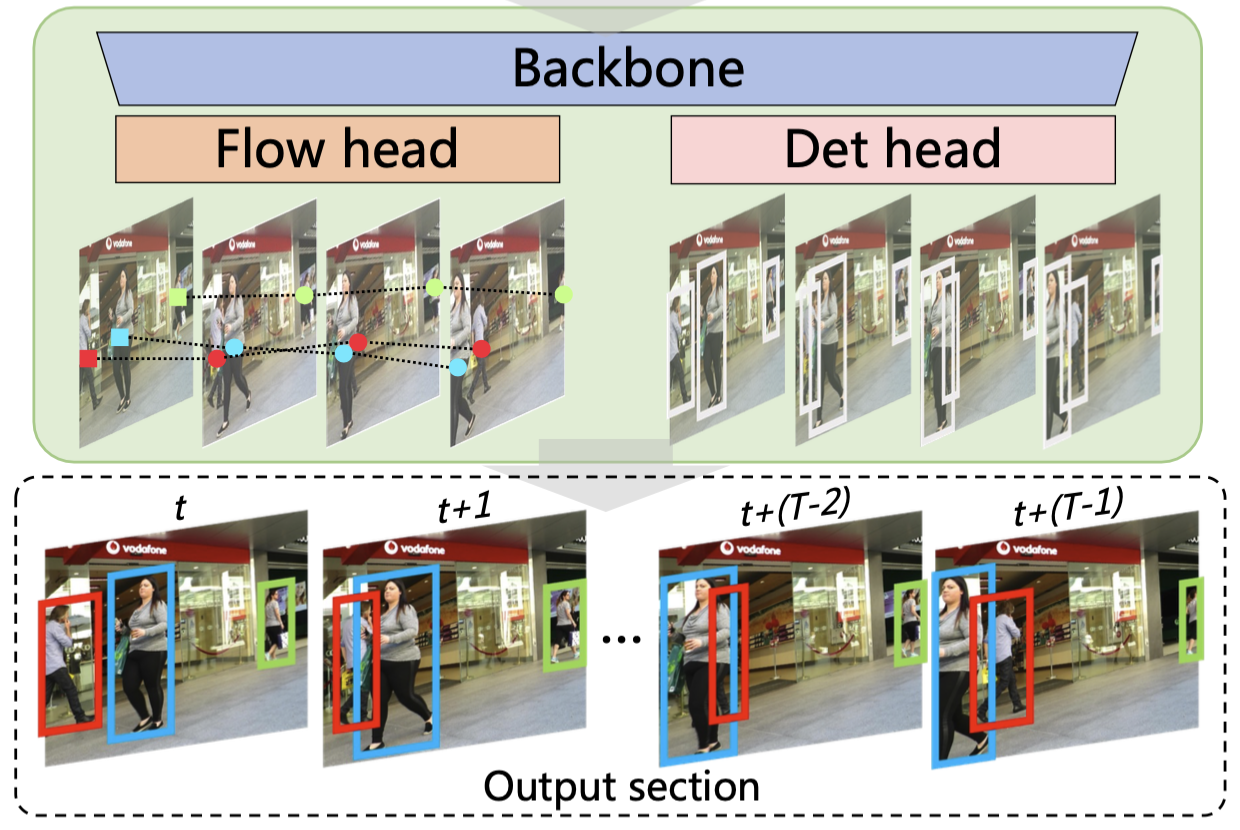 Backbone
Flow head
Det head
vodafone
vodafone
vodafone
vodafone
vodafone
vodafone
vodafone
vodafone
t
t+1
t+(T-2)
t+(T-1)
vodafone
vodafone
...
vodafone
vodafone
Output section